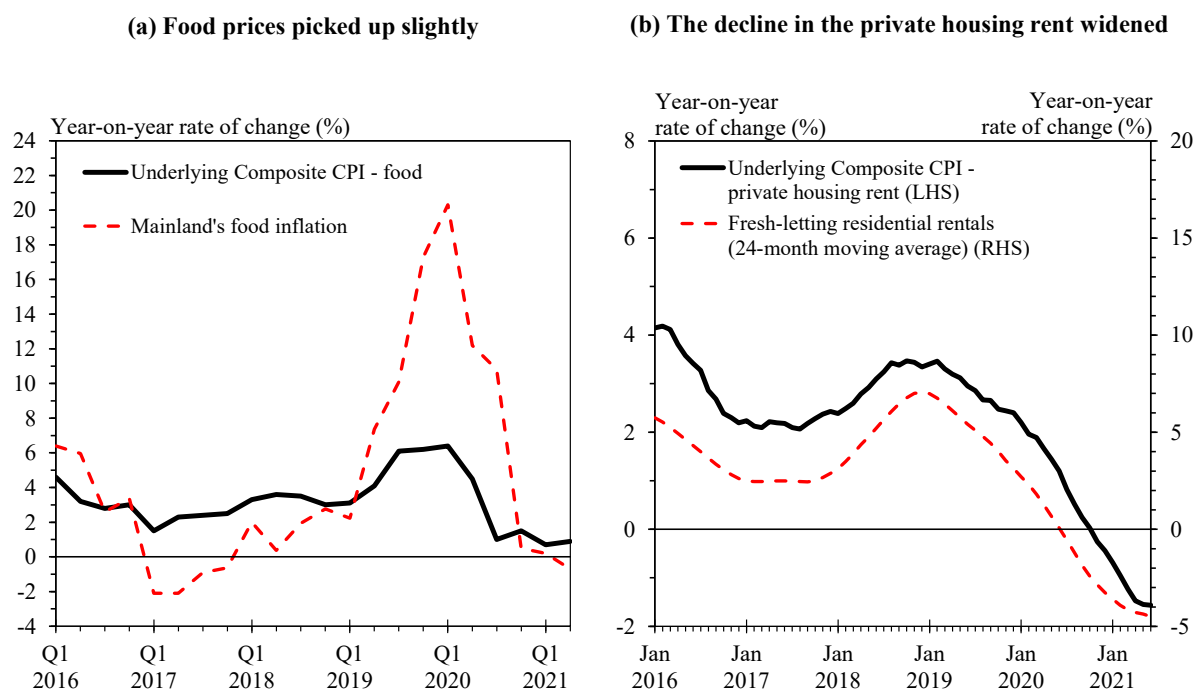 (a) Food prices picked up slightly
Year-on-year rate of change (%)
24
22
20
18
16
14
12
10
8
6
4
2
0
-2
-4
Underlying Composite CPI - food
Mainland's food inflation
Q1
2016
Q1
2017
Q1
2018
Q1
2019
Q1
2020
Q1
2021
(b) The decline in the private housing rent widened
Year-on-year
rate of change (%)
Year-on-year
rate of change (%)
8
6
4
2
0
-2
20
15
10
5
0
-5
Underlying Composite CPI -
private housing rent (LHS)
Fresh-letting residential rentals
(24-month moving average) (RHS)
Jan
2016
Jan
2017
Jan
2018
Jan
2019
Jan
2020
Jan
2021